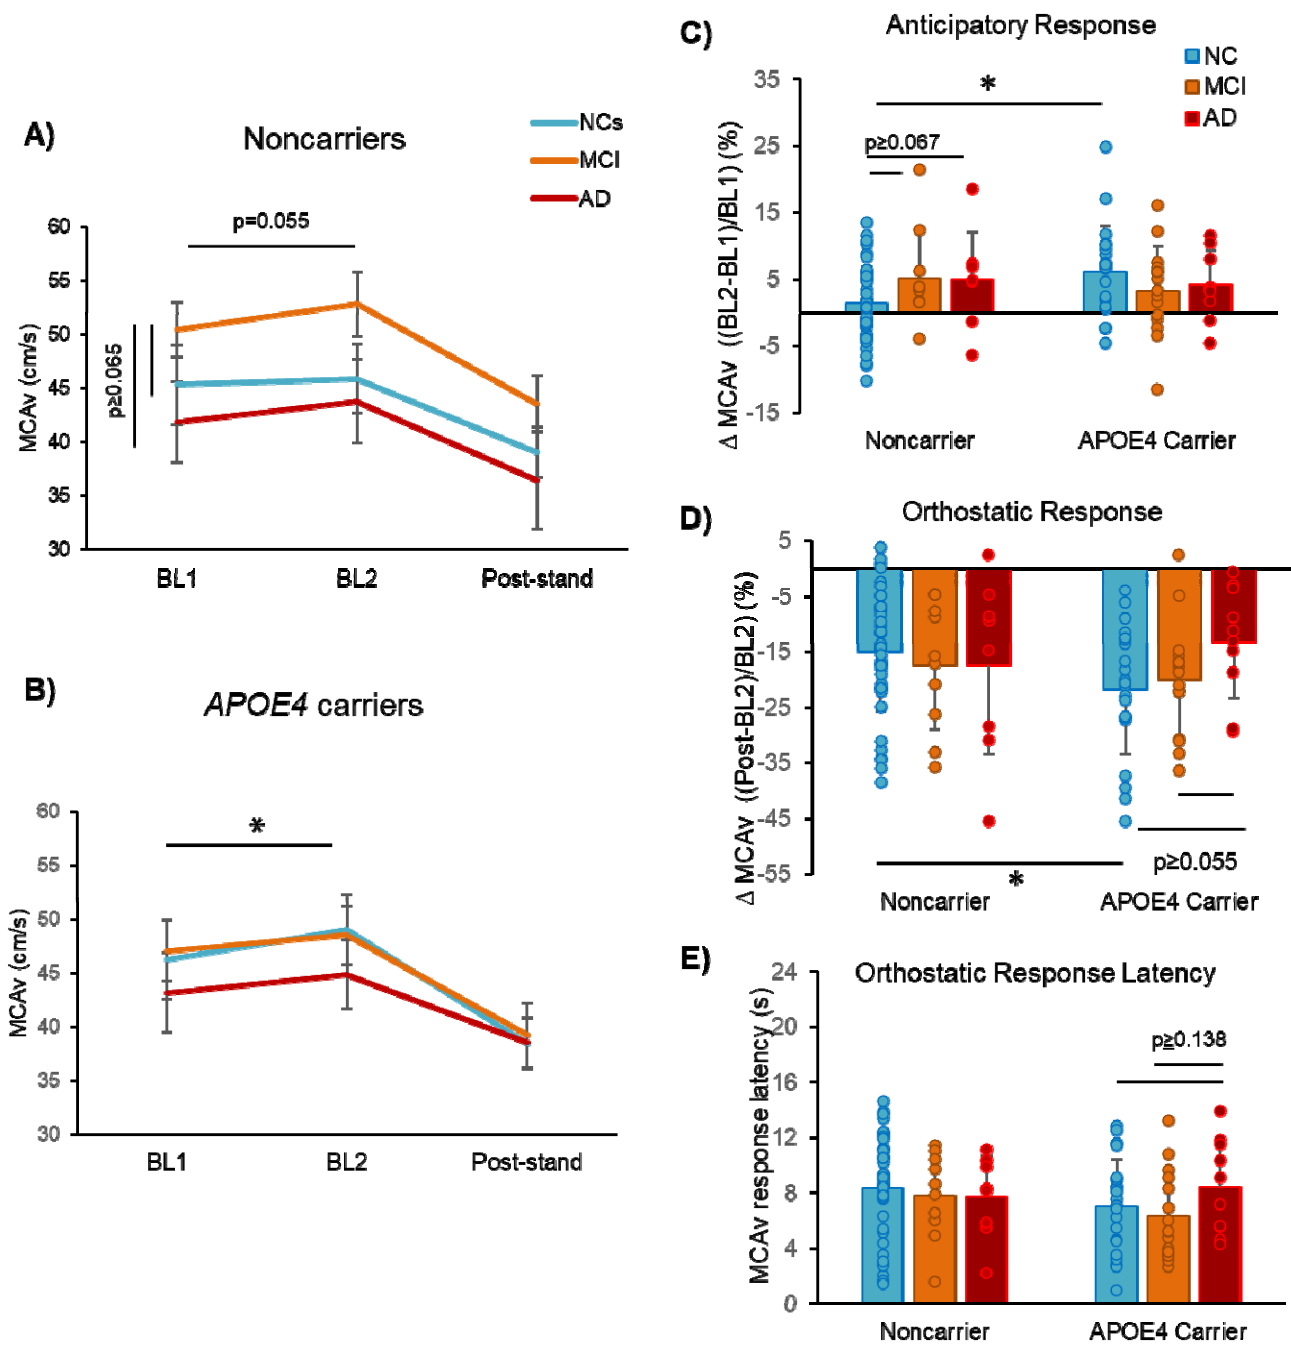 A)
Noncarriers
NCs
MCI
AD
p=0.055
p≥0.065
MCAv (cm/s)
60
55
50
45
40
35
30
BL1 BL2 Post-stand
B)
APOE4 carriers
*
MCAv (cm/s)
60
55
50
45
40
35
30
BL1 BL2 Post-stand
C)
Anticipatory Response
NC
MCI
AD
*
p≥0.067
Δ MCAv ((BL2-BL1)/BL1) (%)
35
25
15
5
-5
-15
Noncarrier APOE4 Carrier
D)
Orthostatic Response
Δ MCAv ((Post-BL2)/BL2) (%)
5
-5
-15
-25
-35
-45
-55
p≥0.055
*
Noncarrier APOE4 Carrier
E)
Orthostatic Response Latency
MCAv response latency (s)
24
20
16
12
8
4
0
p≥0.138
Noncarrier APOE4 Carrier